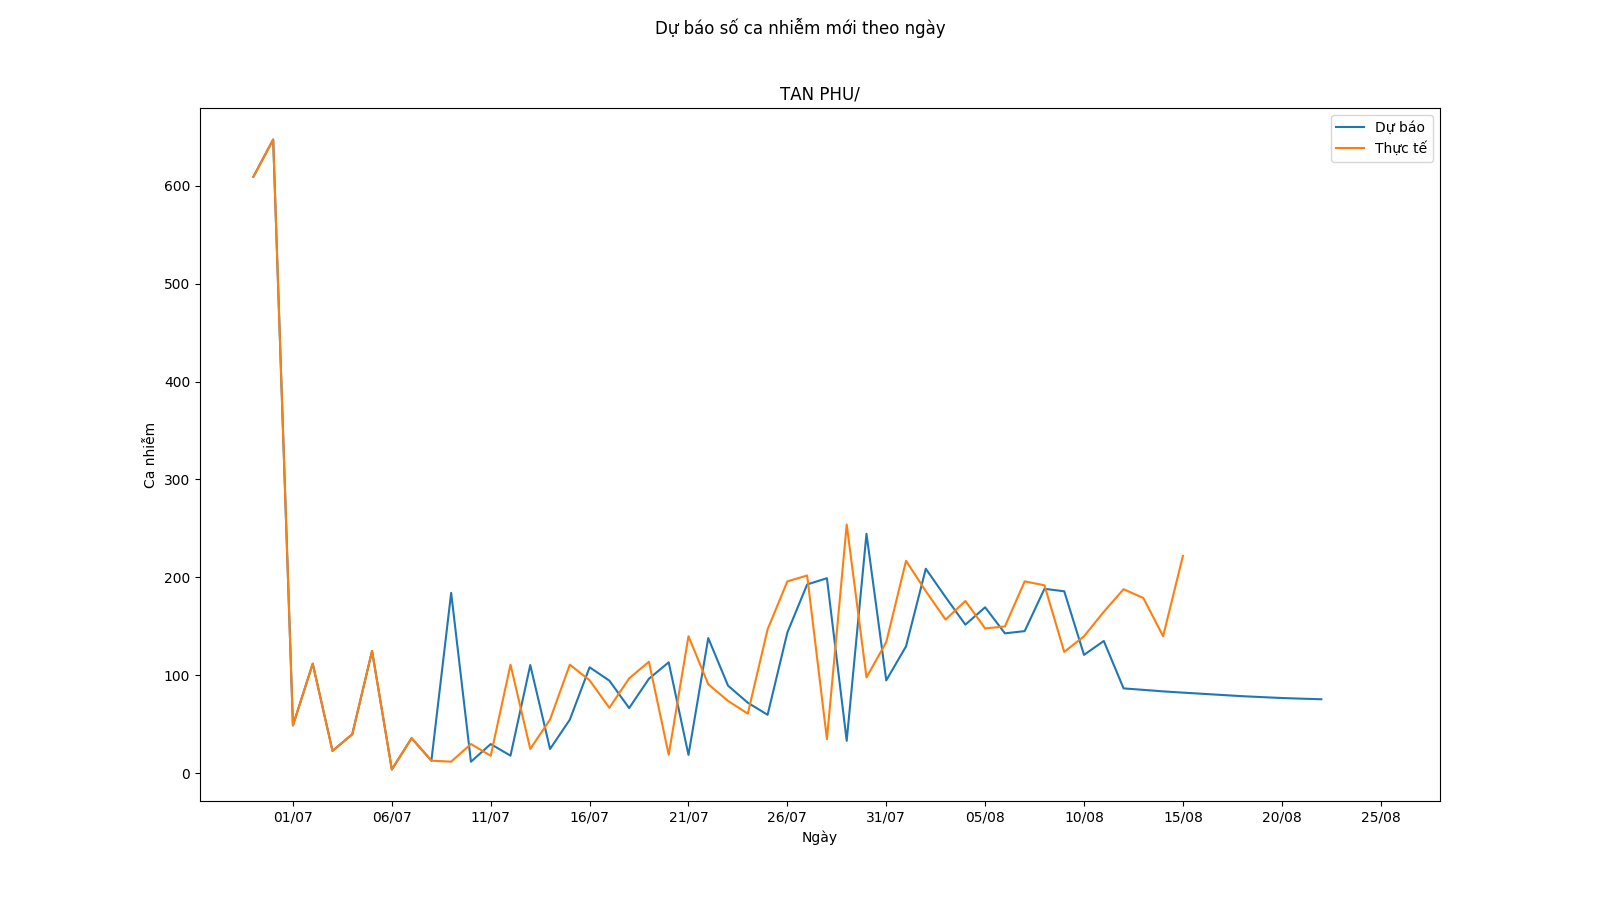 Dự báo số ca nhiễm mới theo ngày
TAN PHU/
Dự báo
Thực tế
600
500
400
300
200
100
0
Ca nhiễm
01/07 06/07 11/07 16/07 21/07 26/07 31/07 05/08 10/08 15/08 20/08 25/08
Ngày